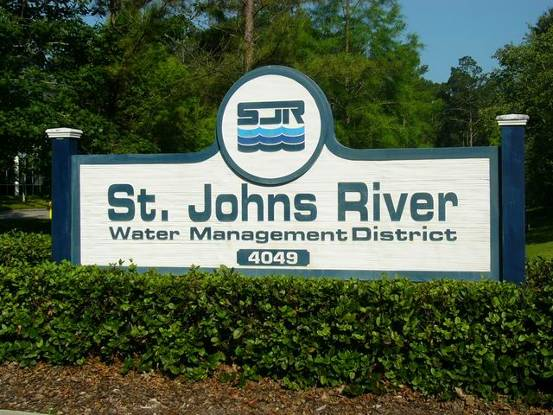 SJR
St. Johns River
Water Management District
4049